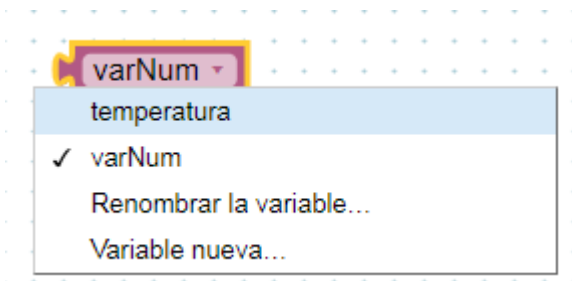 varNum
temperatura
✓ varNum
Renombrar la variable...
Variable nueva...